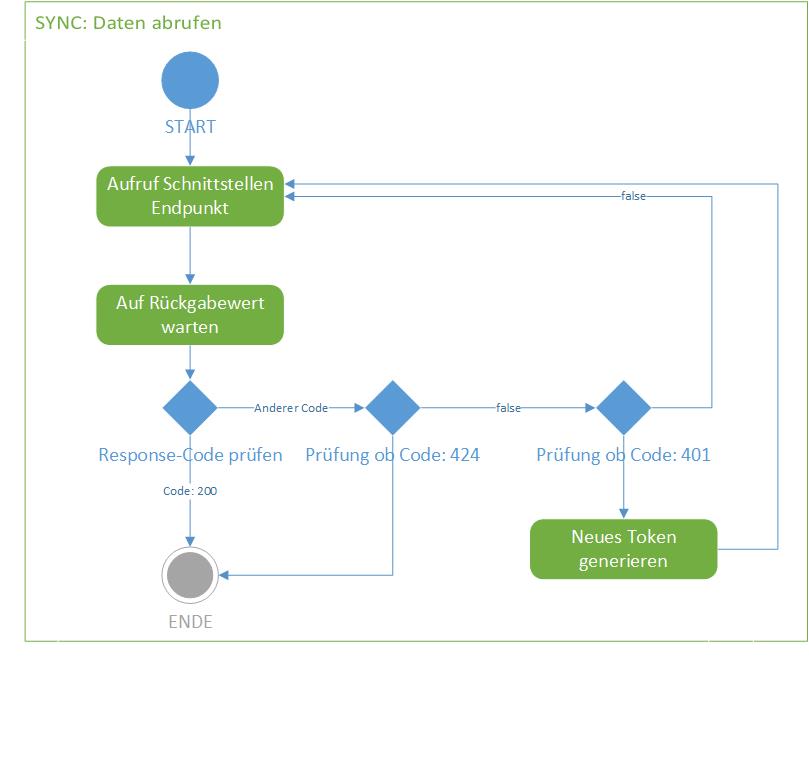 SYNC: Daten abrufen
START
Aufruf Schnittstellen
Endpunkt
false
Auf Rückgabewert
warten
Anderer Code
false
Response-Code prüfen
Prüfung ob Code: 424
Prüfung ob Code: 401
Code: 200
Neues Token
generieren
ENDE